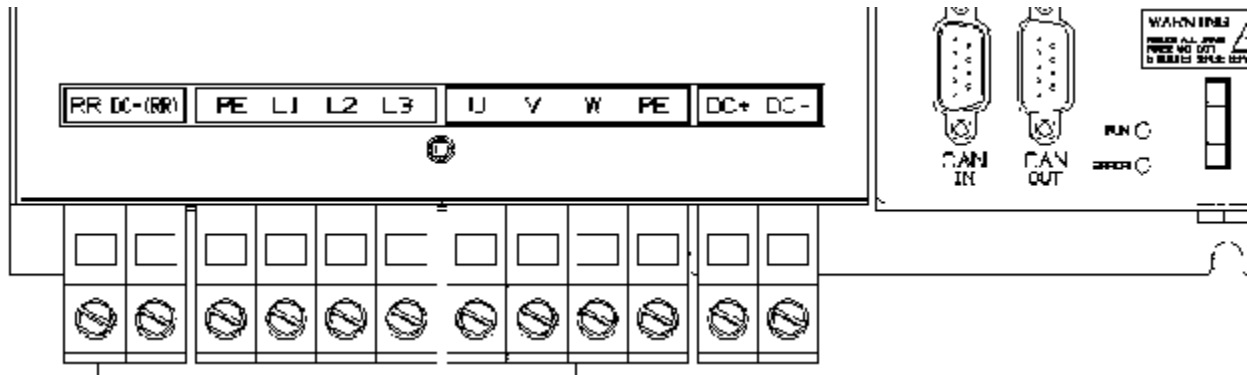 WARNING
RR DC-(RR) PE L1 L2 L3 U V W PE DC+ DC-
RUN
CAN IN
CAN OUT
ERROR